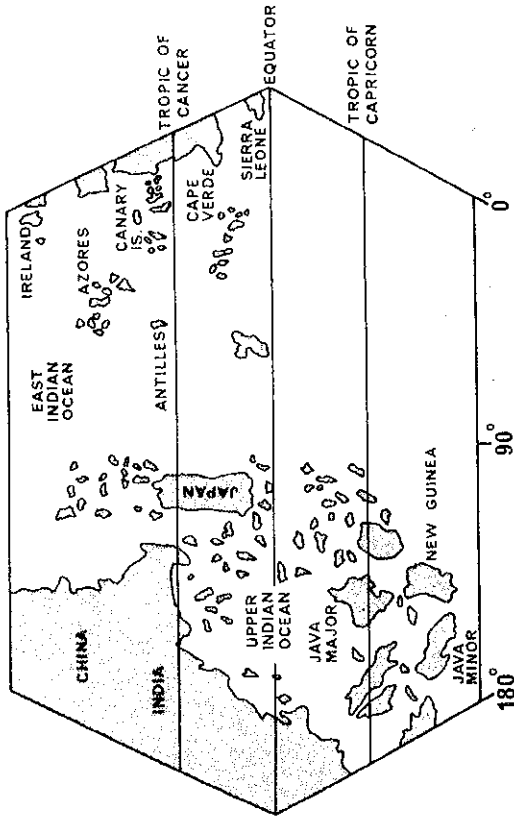 IRELAND
AZORES
CANARY
IS.
CAPE
VERDE
SIERRA
LEONE
TROPIC OF
CANCER
EQUATOR
TROPIC OF
CAPRICORN
EAST
INDIAN
OCEAN
ANTILLES
JAPAN
CHINA
INDIA
UPPER
INDIAN
OCEAN
JAVA
MAJOR
NEW GUINEA
JAVA
MINOR
180°
90°
0°